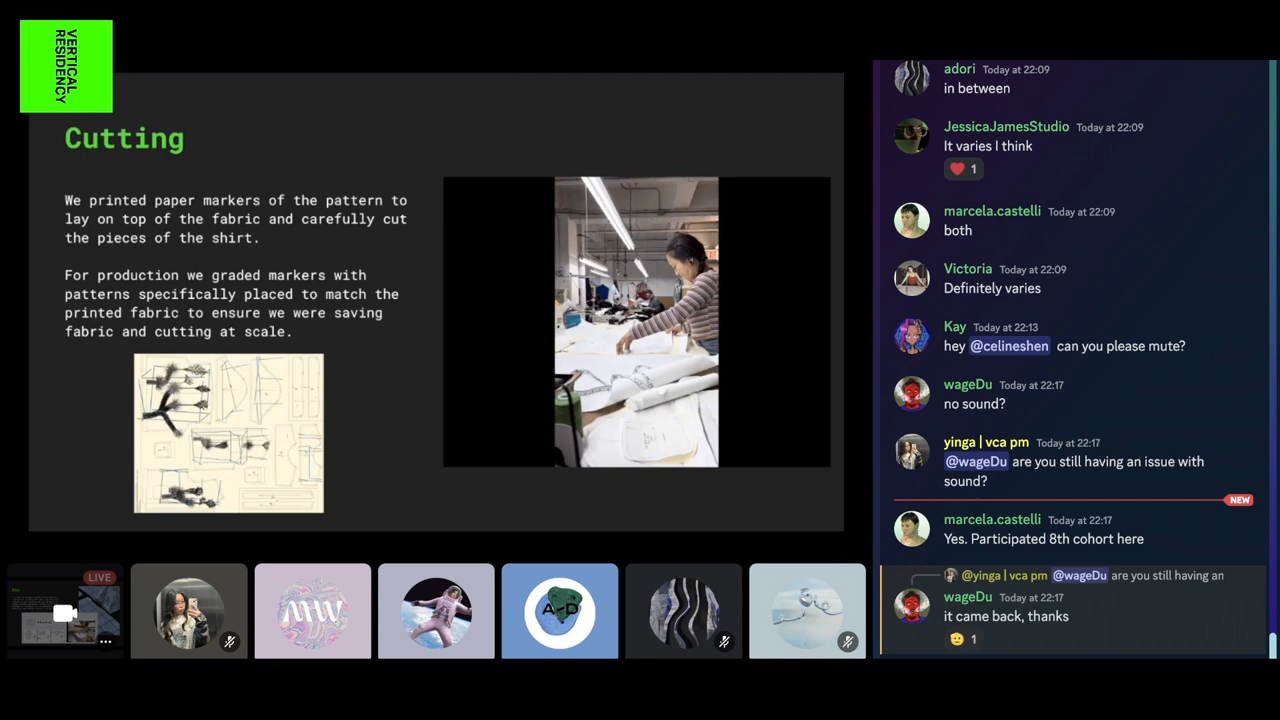 VERTICAL
RESIDENCY
Cutting
We printed paper markers of the pattern to
lay on top of the fabric and carefully cut
the pieces of the shirt.
For production we graded markers with
patterns specifically placed to match the
printed fabric to ensure we were saving
fabric and cutting at scale.
LIVE
MW
A-D
adori Today at 22:09
in between
JessicaJamesStudio Today at 22:09
It varies I think
1
marcela.castelli Today at 22:09
both
Victoria Today at 22:09
Definitely varies
Kay Today at 22:13
hey @celineshen can you please mute?
wageDu Today at 22:17
no sound?
yinga | vca pm Today at 22:17
@wageDu are you still having an issue with
sound?
NEW
marcela.castelli Today at 22:17
Yes. Participated 8th cohort here
@yinga | vca pm @wageDu are you still having an
wageDu Today at 22:17
it came back, thanks
1